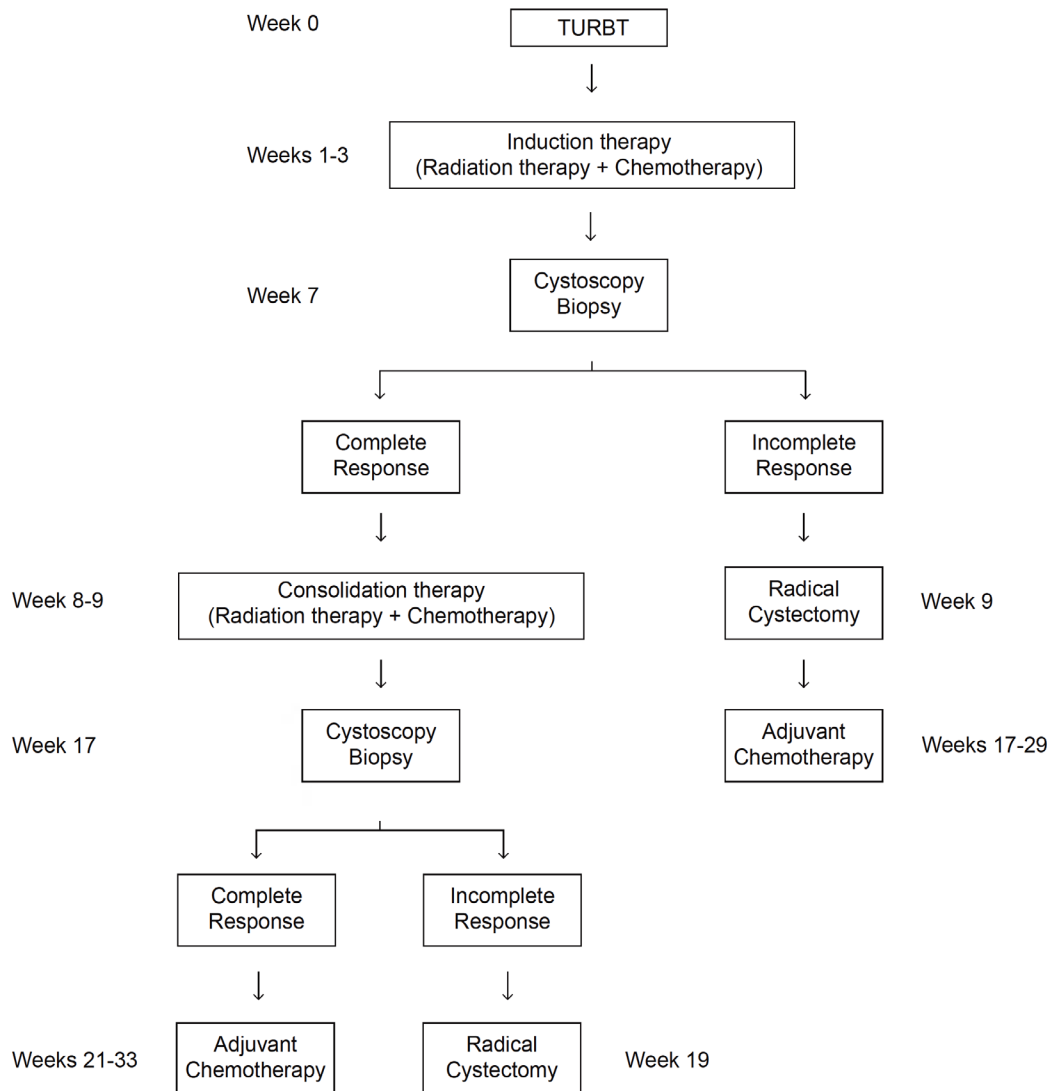 Week 0
TURBT
Weeks 1-3
Induction therapy
(Radiation therapy + Chemotherapy)
Week 7
Cystoscopy
Biopsy
Complete
Response
Incomplete
Response
Week 8-9
Consolidation therapy
(Radiation therapy + Chemotherapy)
Radical
Cystectomy
Week 9
Week 17
Cystoscopy
Biopsy
Adjuvant
Chemotherapy
Weeks 17-29
Complete
Response
Incomplete
Response
Weeks 21-33
Adjuvant
Chemotherapy
Radical
Cystectomy
Week 19